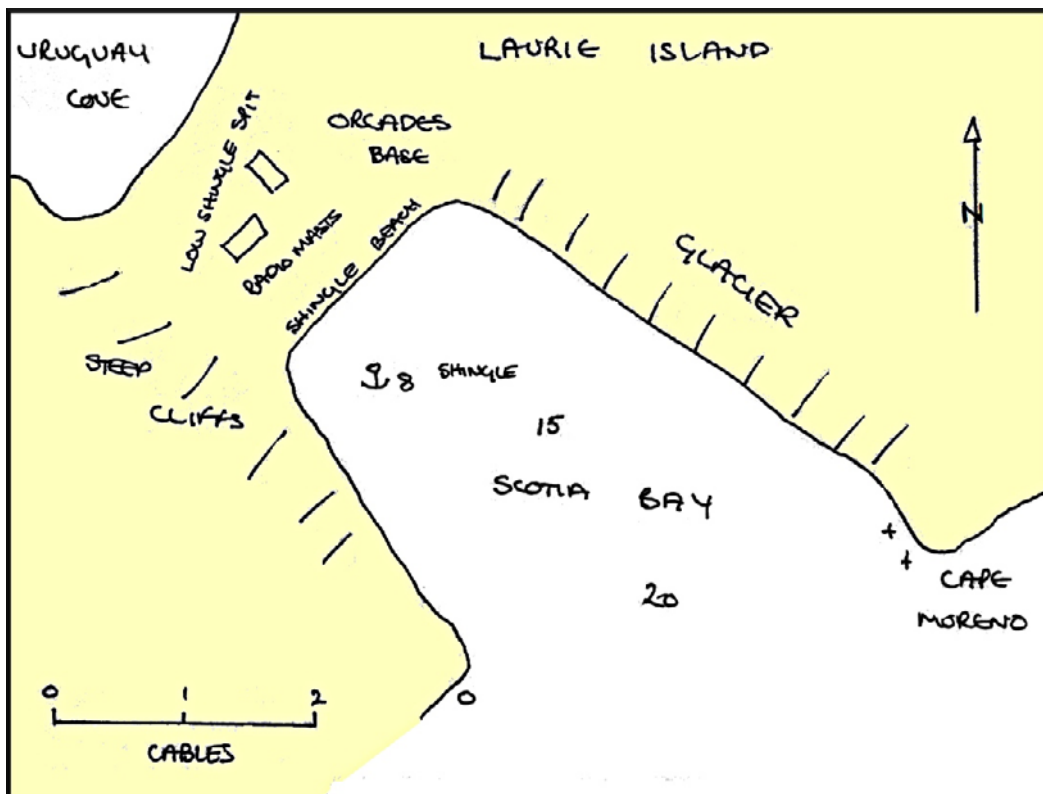 URUGUAY
COVE
LAURIE ISLAND
LOW SHINGLE SPIT
ORCADES
BASE
RADIO MASTS
SHINGLE BEACH
GLACIER
N
STEEP
CLIFFS
8 SHINGLE
15
SCOTIA BAY
20
CAPE
MORENO
0 1 2
CABLES